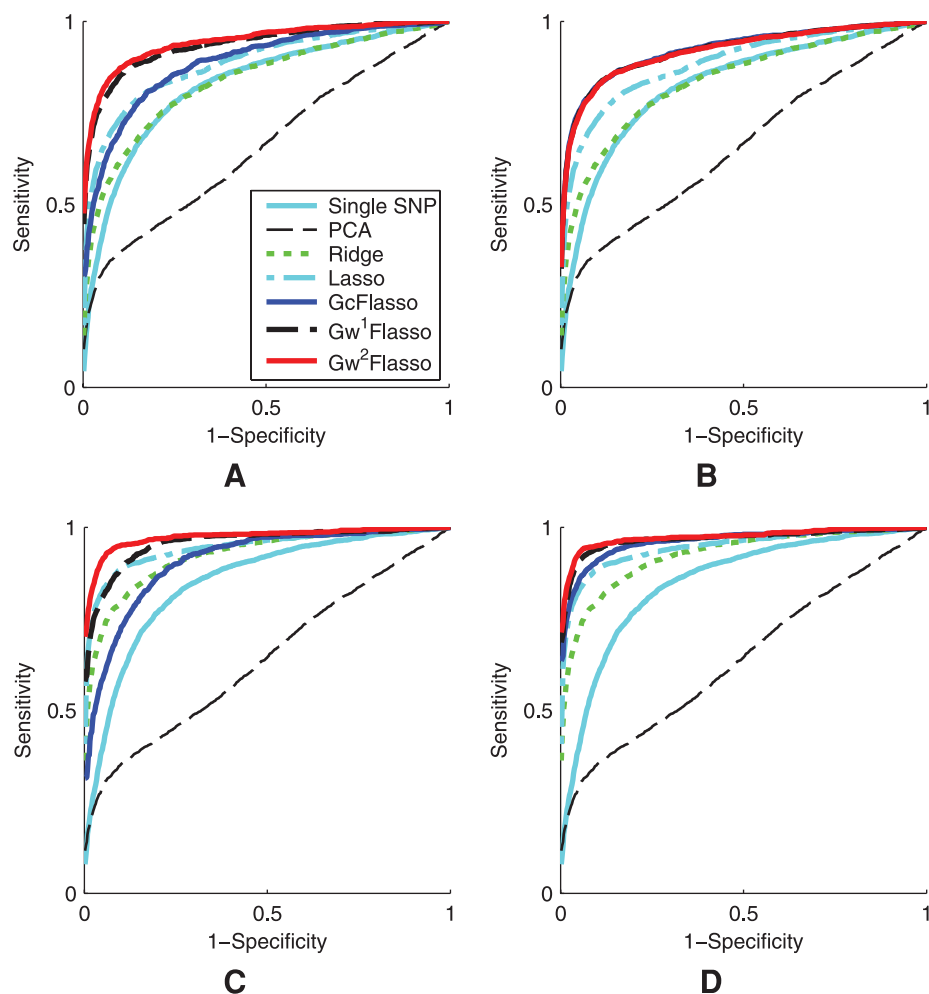 1
Sensitivity
0.5
0
0
0.5
1
1-Specificity
Single SNP
PCA
Ridge
Lasso
GcFlasso
Gw¹Flasso
Gw²Flasso
A
1
Sensitivity
0.5
0
0
0.5
1
1-Specificity
B
1
Sensitivity
0.5
0
0
0.5
1
1-Specificity
C
1
Sensitivity
0.5
0
0
0.5
1
1-Specificity
D